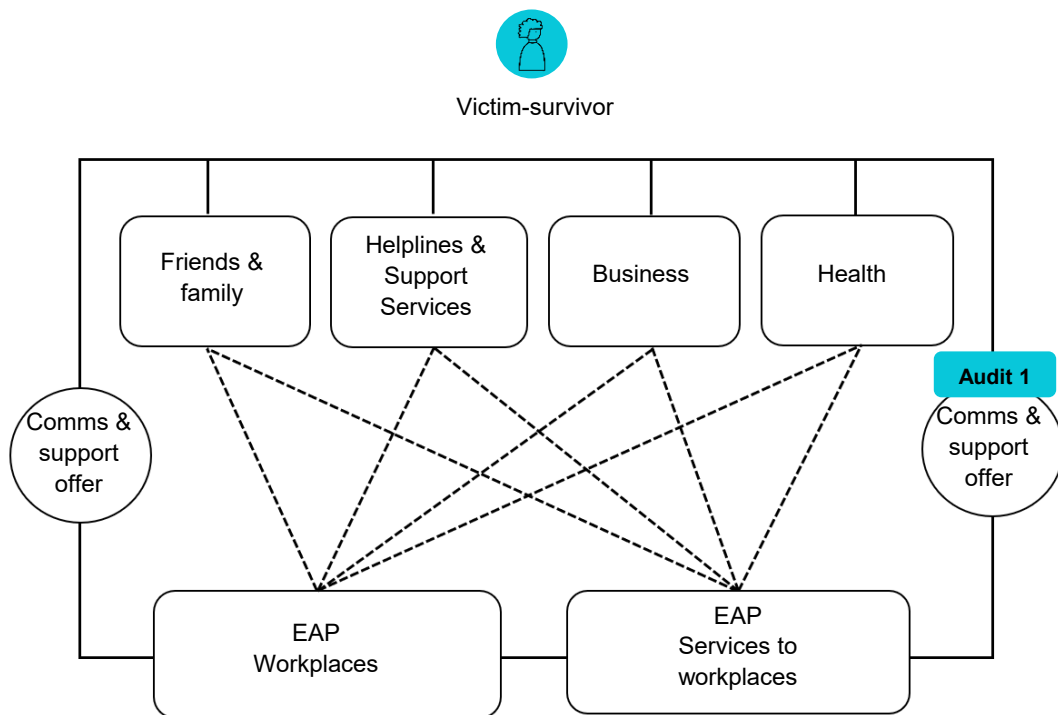 Victim-survivor
Friends &
family
Helplines &
Support
Services
Business
Health
Comms &
support
offer
Audit 1
Comms &
support
offer
EAP
Workplaces
EAP
Services to
workplaces